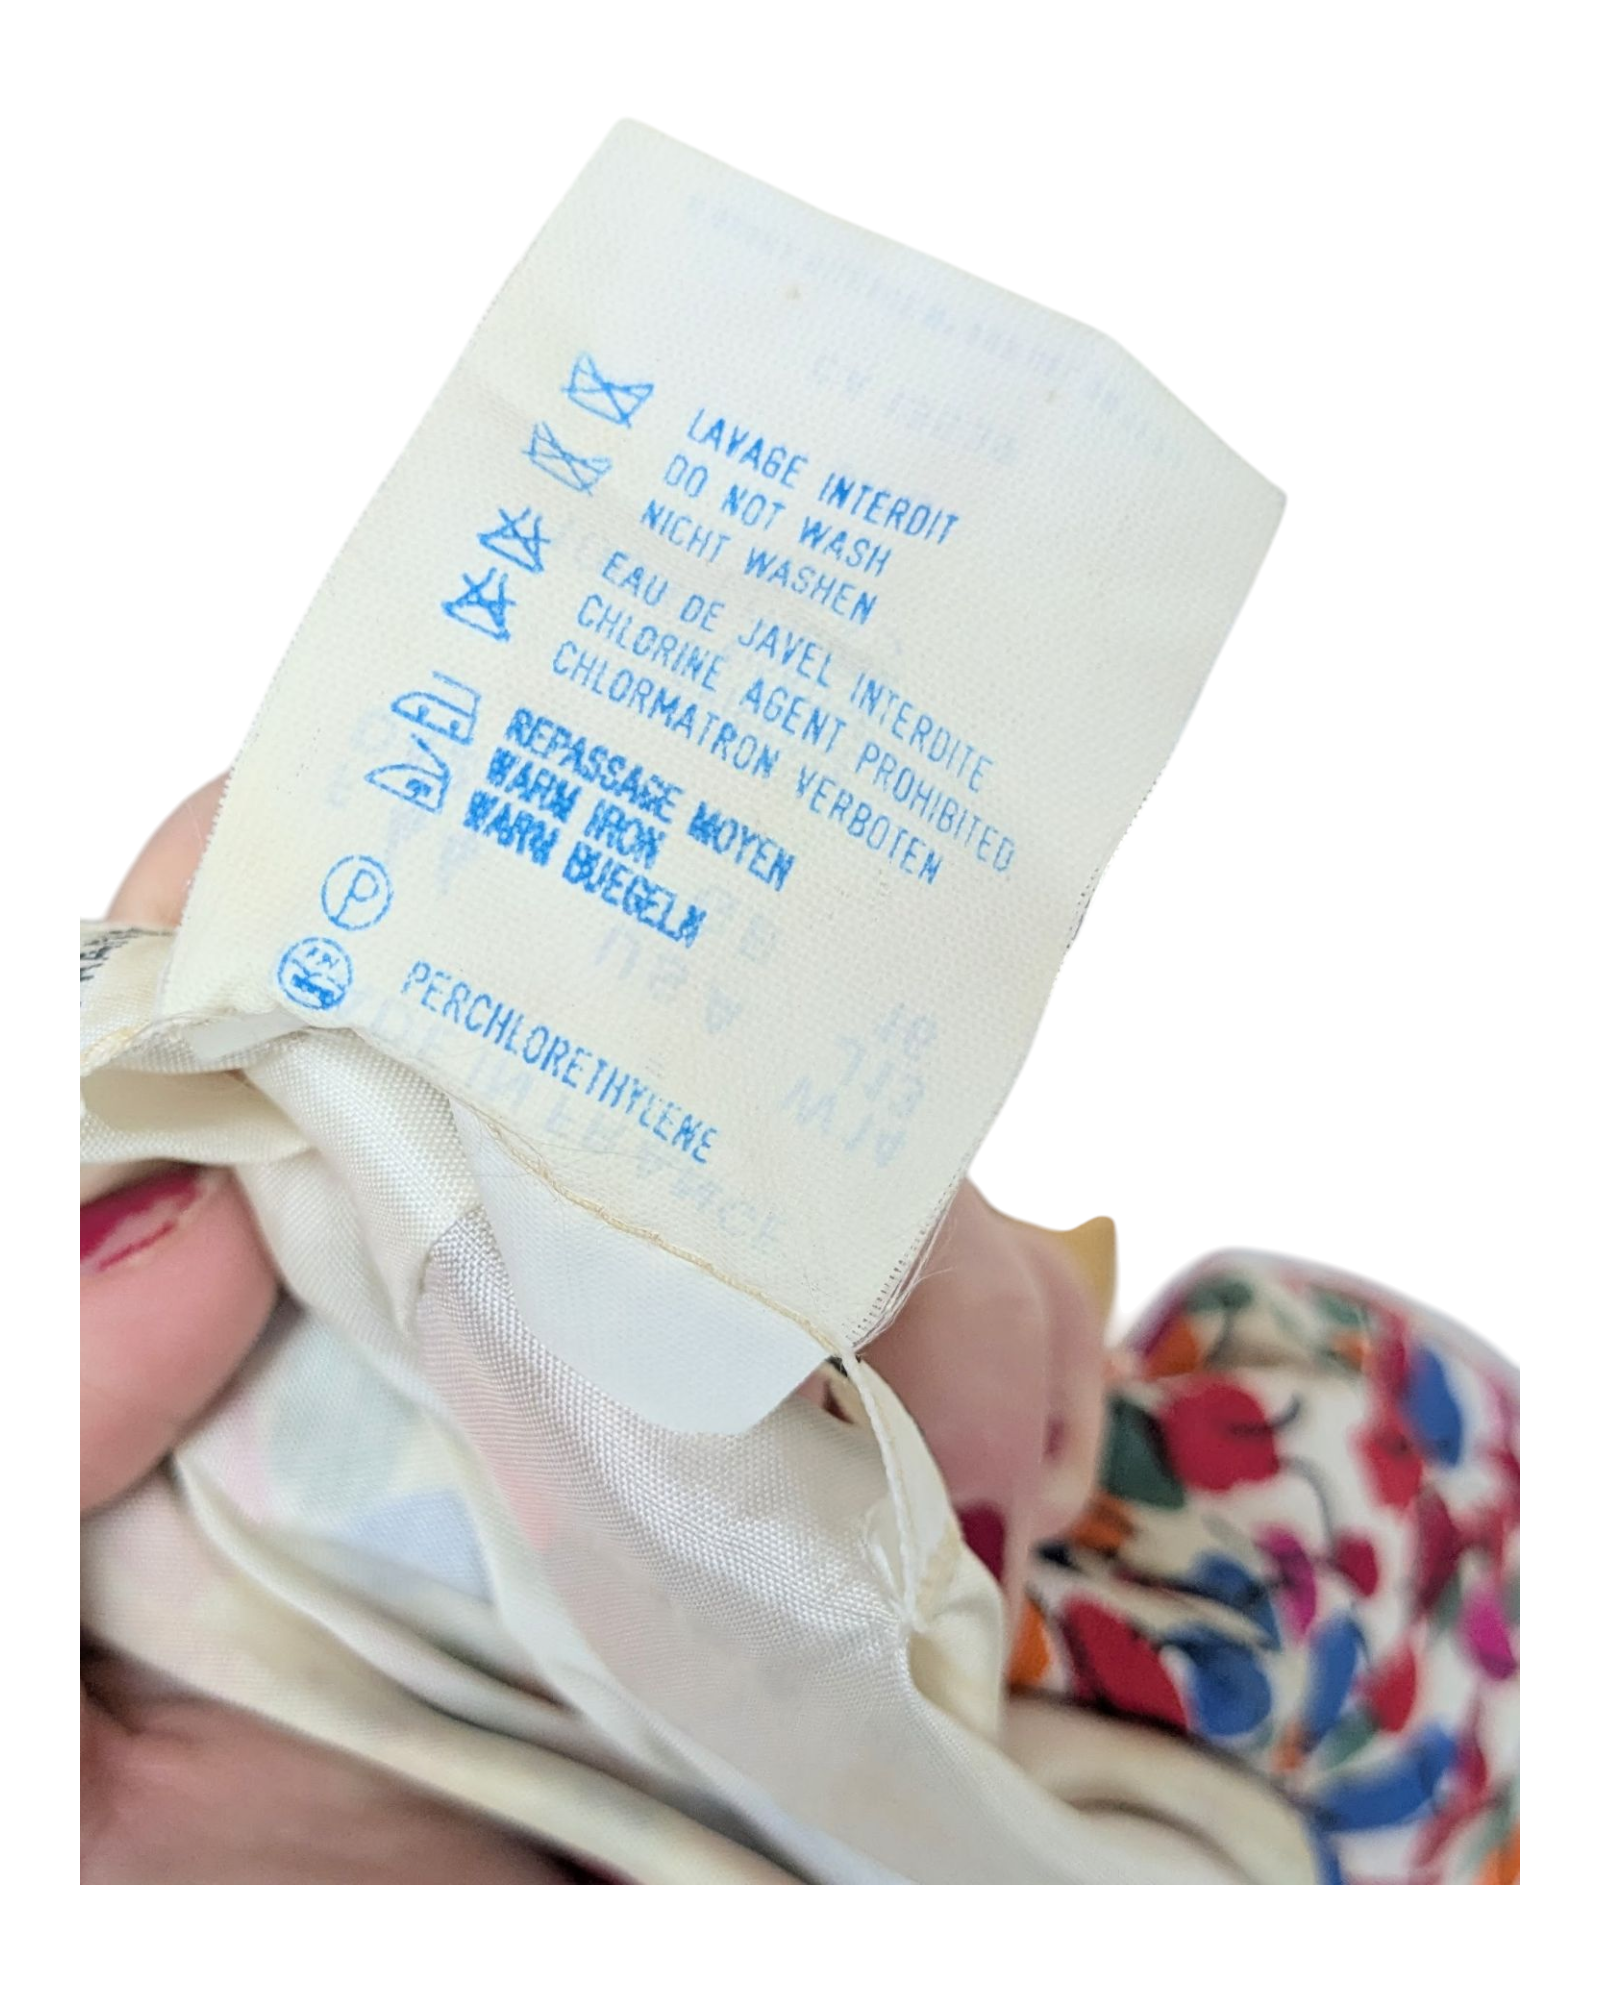 LAVAGE INTERDIT
DO NOT WASH
NICHT WASHEN
EAU DE JAVEL INTERDITE
CHLORINE AGENT PROHIBITED
CHLORMATRON VERBOTEN
REPASSAGE MOYEN
WARM IRON
WARM BUEGELN
P
PERCHLORETHYLENE